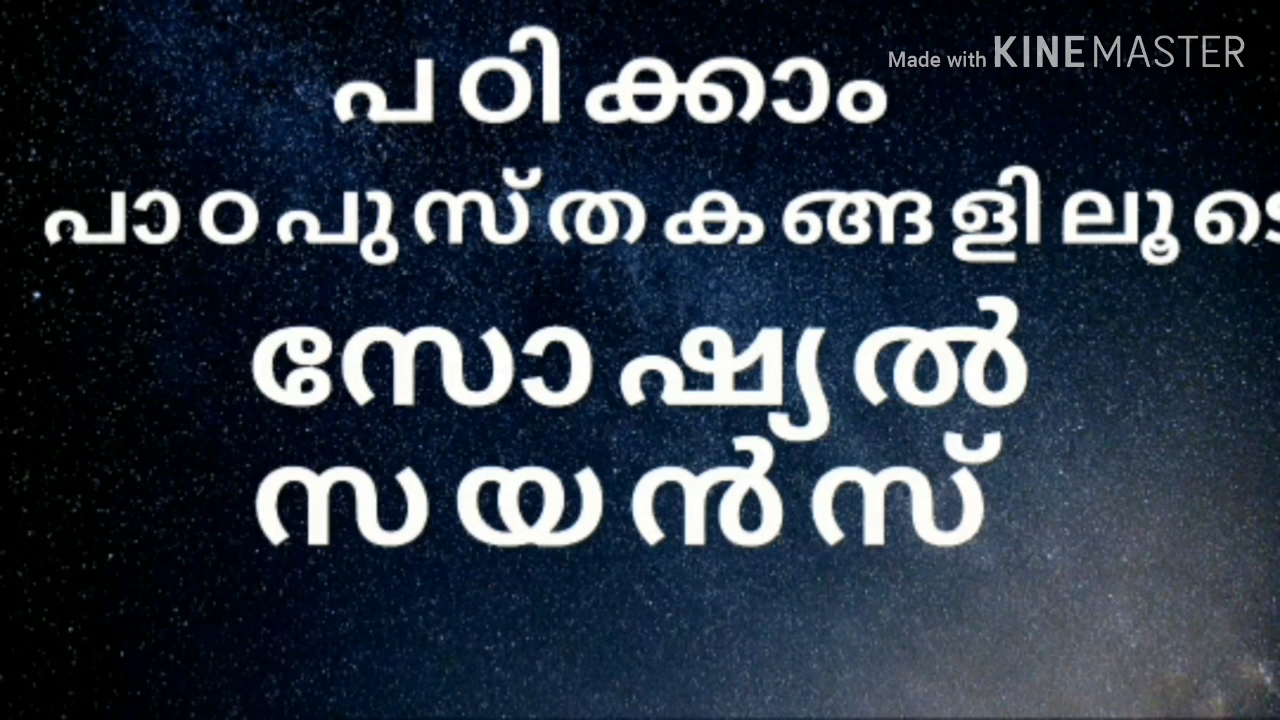 Made with KINEMASTER
പഠിക്കാം
പാഠപുസ്തകങ്ങളിലൂടെ
സോഷ്യൽ
സയൻസ്